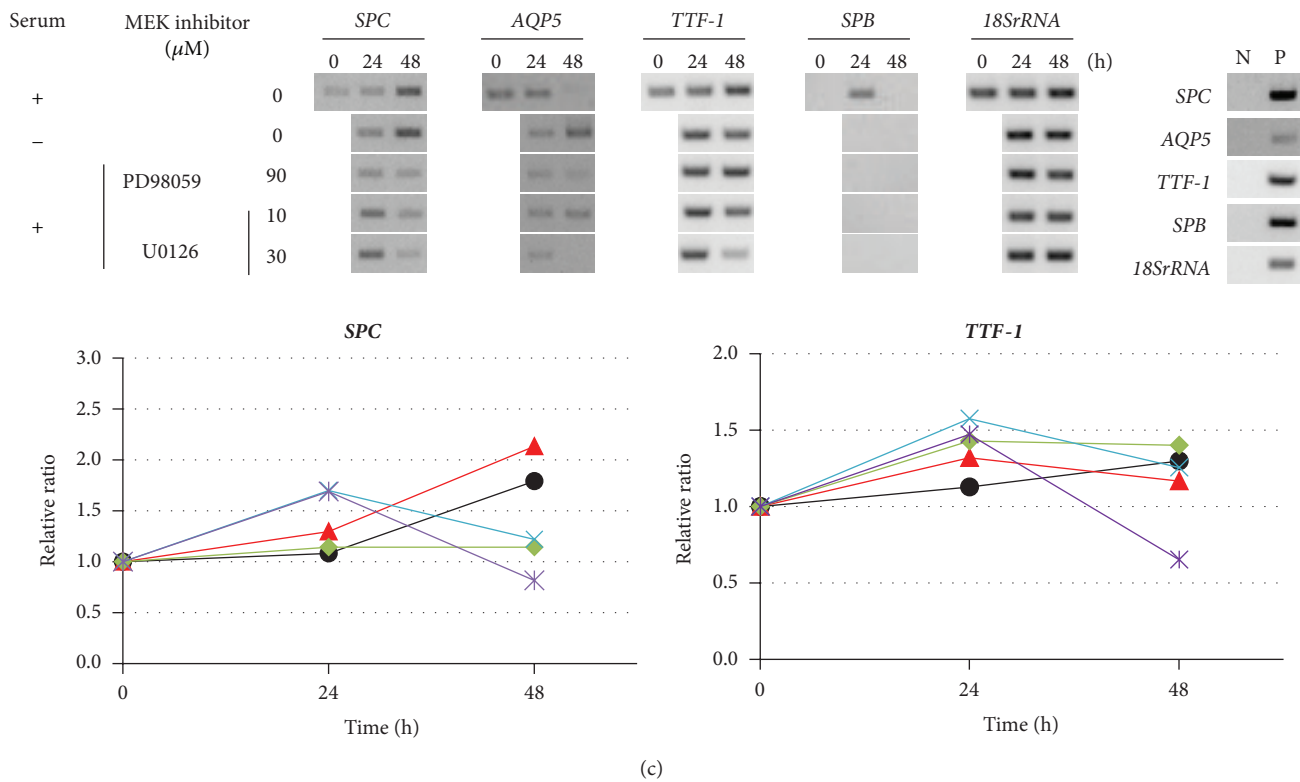 Serum MEK inhibitor (μM) SPC AQP5 TTF-1 SPB 18SrRNA
0 24 48 0 24 48 0 24 48 0 24 48 0 24 48 (h) N P
+ 0 SPC
− 0 AQP5
PD98059 90 TTF-1
+ 10 SPB
U0126 30 18SrRNA
SPC
3.0
2.5
2.0
1.5
1.0
0.5
0.0
Relative ratio
0 24 48
Time (h)
TTF-1
2.0
1.5
1.0
0.5
0.0
Relative ratio
0 24 48
Time (h)
(c)